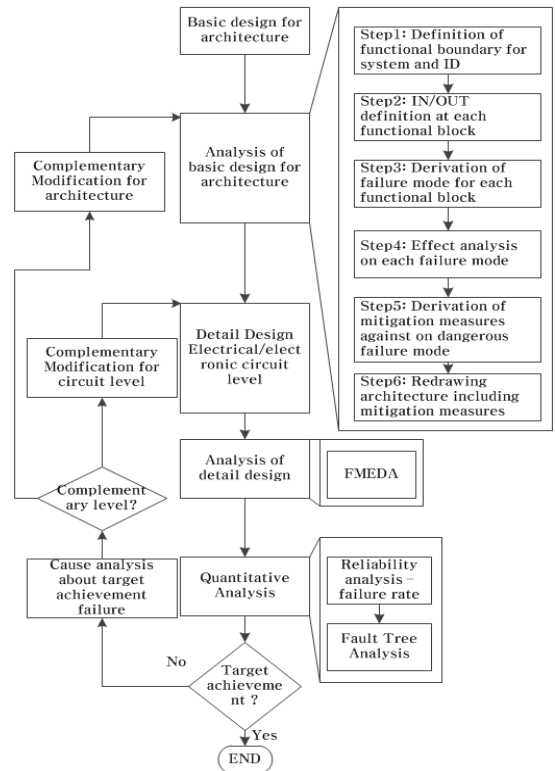 Basic design for
architecture
Analysis of
basic design for
architecture
Complementary
Modification for
architecture
Detail Design
Electrical/elect
ronic circuit
level
Complementary
Modification for
circuit level
Analysis of
detail design
FMEDA
Complement
ary level?
Cause analysis
about target
achievement
failure
Quantitative
Analysis
Reliability
analysis –
failure rate
Fault Tree
Analysis
No
Target
achieveme
nt ?
Yes
END
Step1: Definition of
functional boundary for
system and ID
Step2: IN/OUT
definition at each
functional block
Step3: Derivation of
failure mode for each
functional block
Step4: Effect analysis
on each failure mode
Step5: Derivation of
mitigation measures
against on dangerous
failure mode
Step6: Redrawing
architecture including
mitigation measures